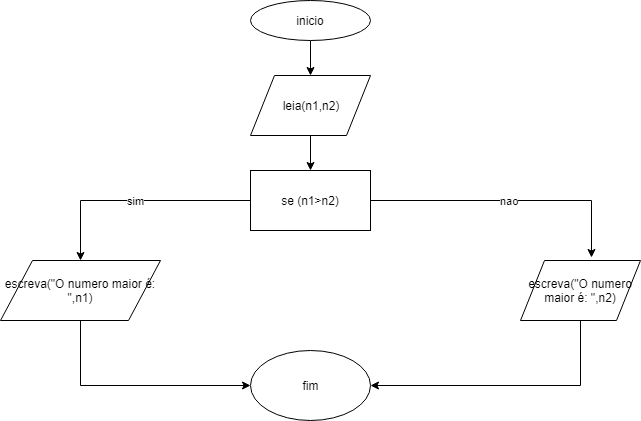 inicio
leia(n1,n2)
se (n1>n2)
sim
nao
escreva("O numero maior é:
",n1)
escreva("O numero
maior é: ",n2)
fim